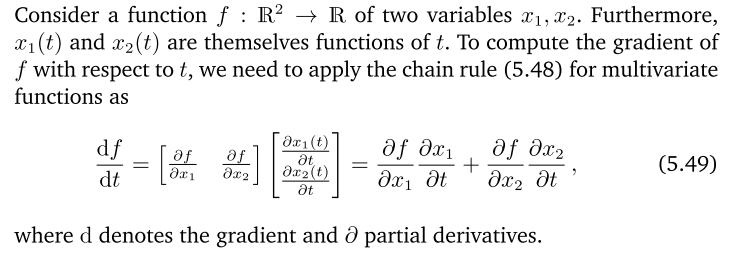 Consider a function f : ℝ² → ℝ of two variables x₁, x₂. Furthermore,
x₁(t) and x₂(t) are themselves functions of t. To compute the gradient of
f with respect to t, we need to apply the chain rule (5.48) for multivariate
functions as
df/dt = [∂f/∂x₁ ∂f/∂x₂] [∂x₁(t)/∂t ; ∂x₂(t)/∂t] = ∂f/∂x₁ ∂x₁/∂t + ∂f/∂x₂ ∂x₂/∂t , (5.49)
where d denotes the gradient and ∂ partial derivatives.